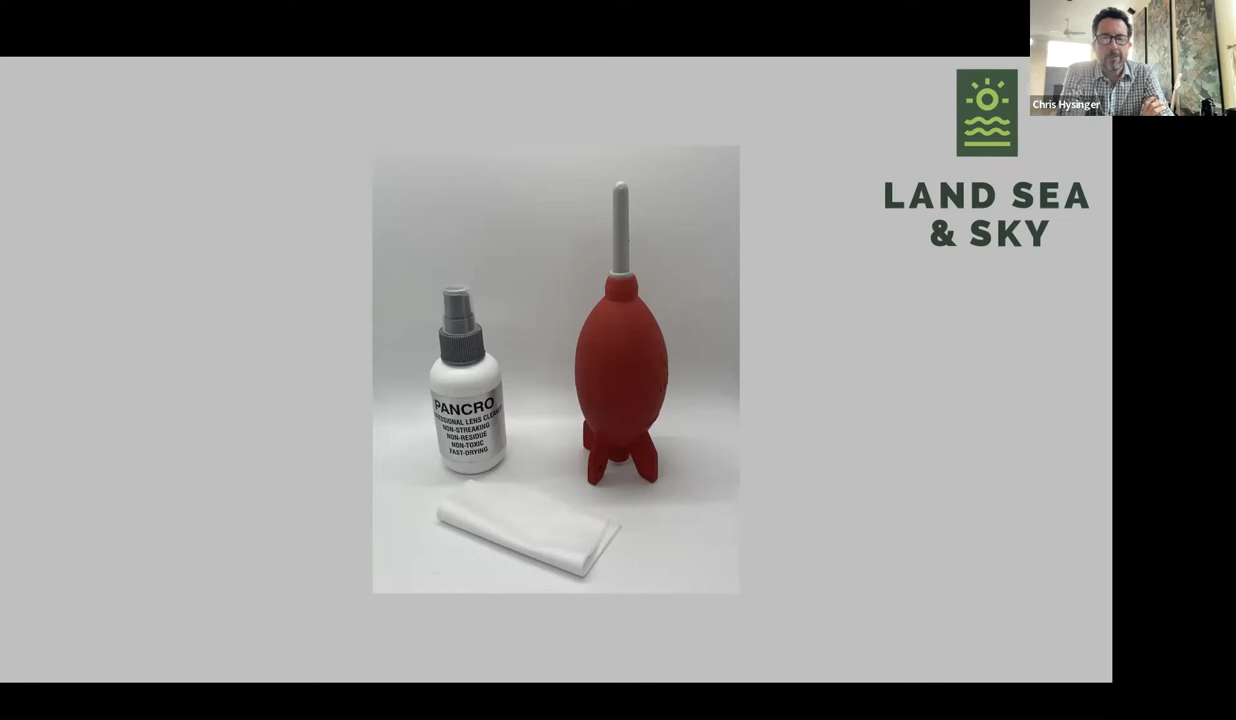 Chris Hysinger
LAND SEA
& SKY
PANCRO
NON-STREAKING
NON-RESIDUE
NON-TOXIC
FAST-DRYING